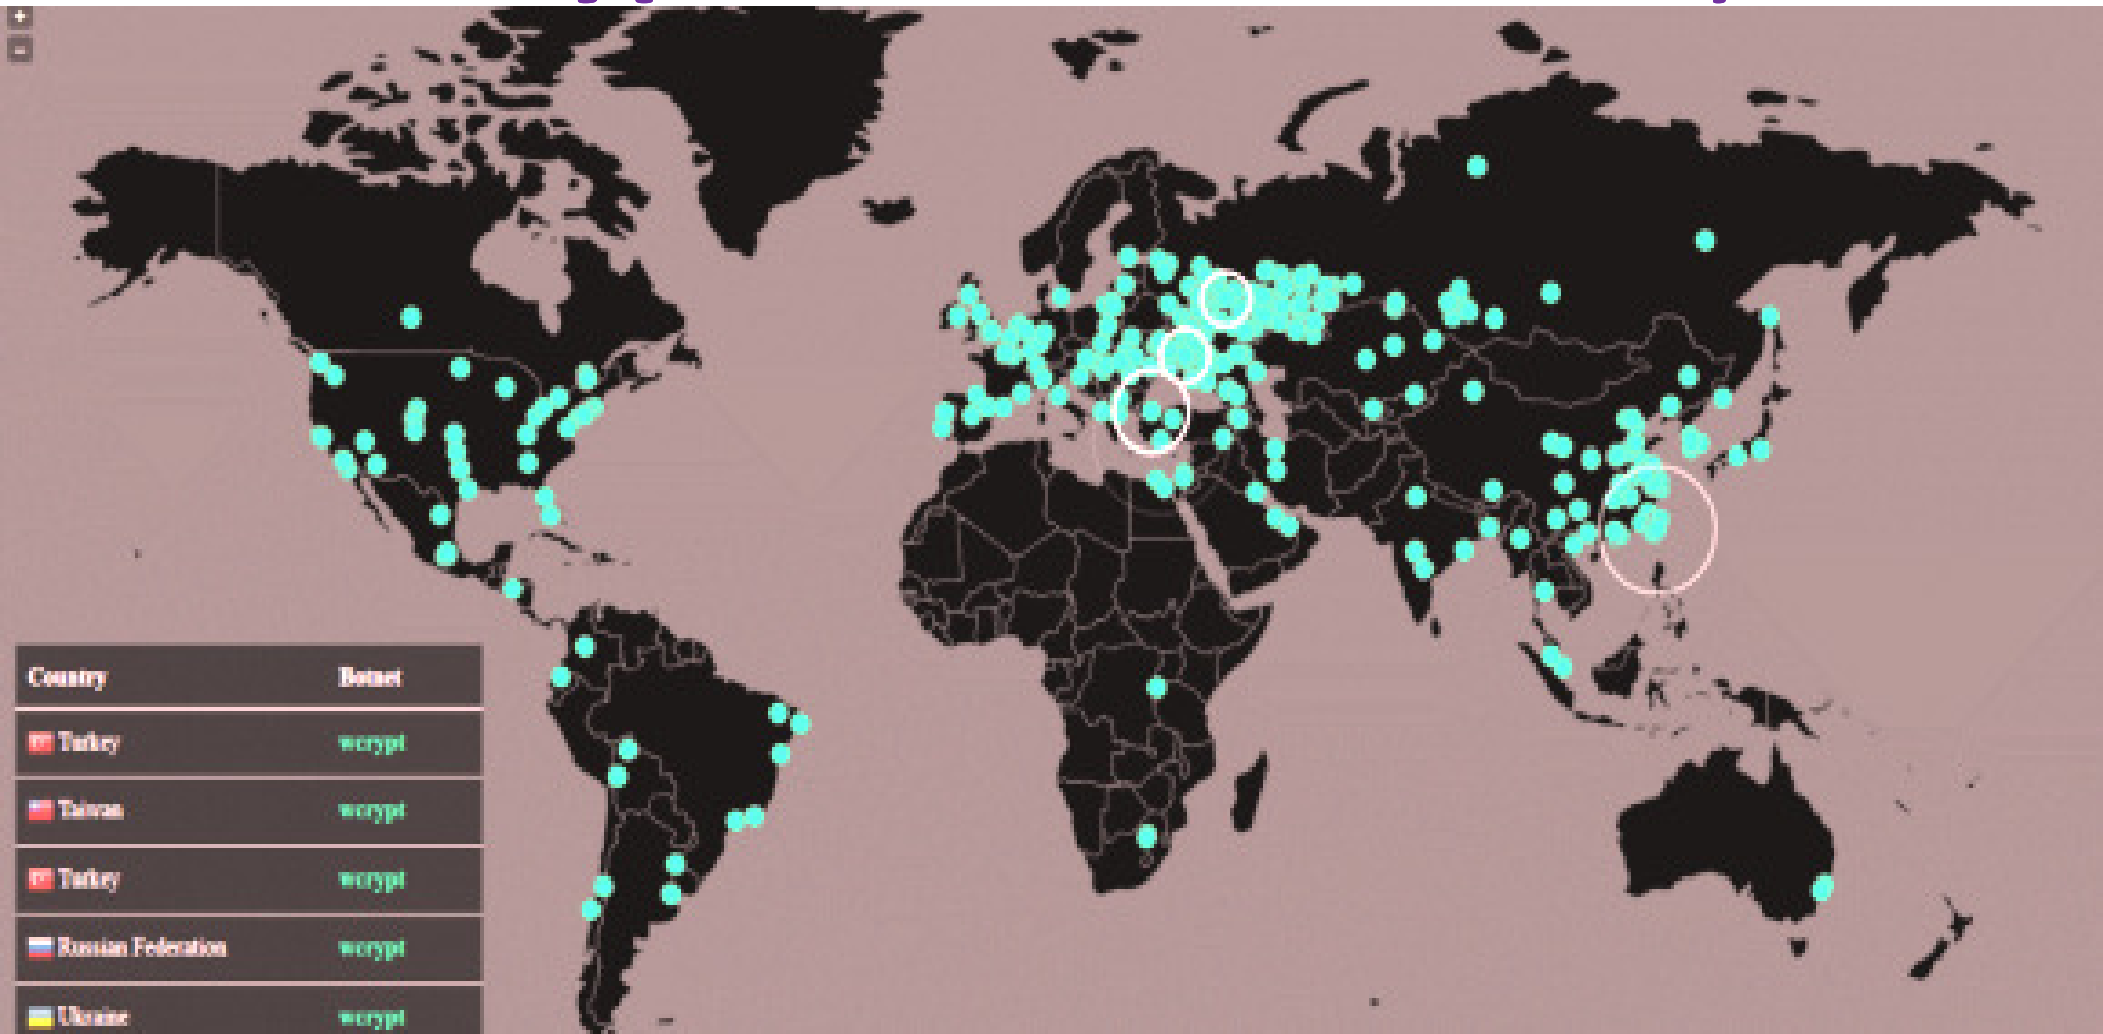 +
-
Country Botnet
Turkey wcrypt
Taiwan wcrypt
Turkey wcrypt
Russian Federation wcrypt
Ukraine wcrypt